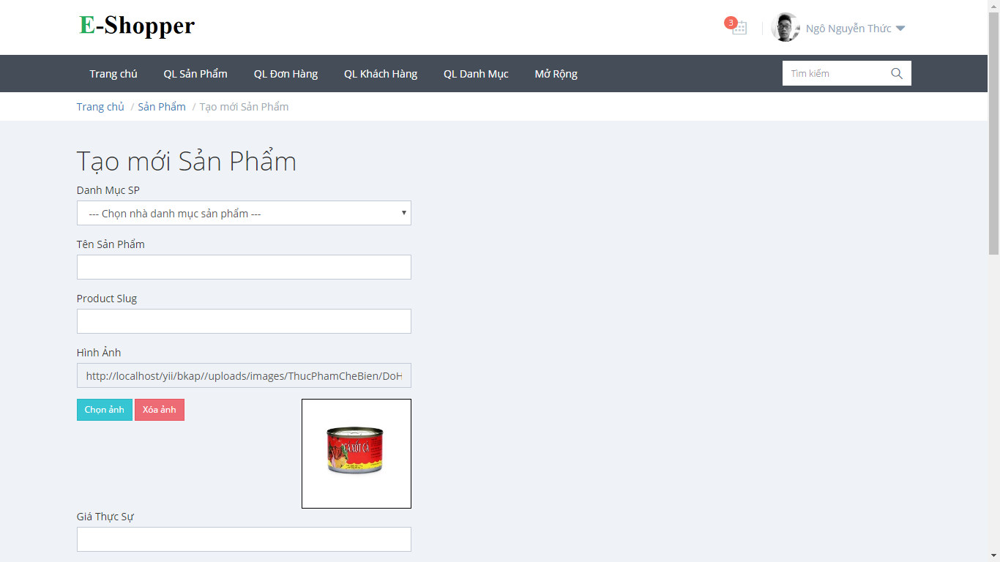 E-Shopper
3
Ngô Nguyễn Thức
Trang chú
QL Sản Phẩm
QL Đơn Hàng
QL Khách Hàng
QL Danh Mục
Mở Rộng
Tìm kiếm
Trang chủ / Sản Phẩm / Tạo mới Sản Phẩm
Tạo mới Sản Phẩm
Danh Mục SP
--- Chọn nhà danh mục sản phẩm ---
Tên Sản Phẩm
Product Slug
Hình Ảnh
http://localhost/yii/bkap//uploads/images/ThucPhamCheBien/DoH
Chọn ảnh
Xóa ảnh
XỐT CÀ
Giá Thực Sự